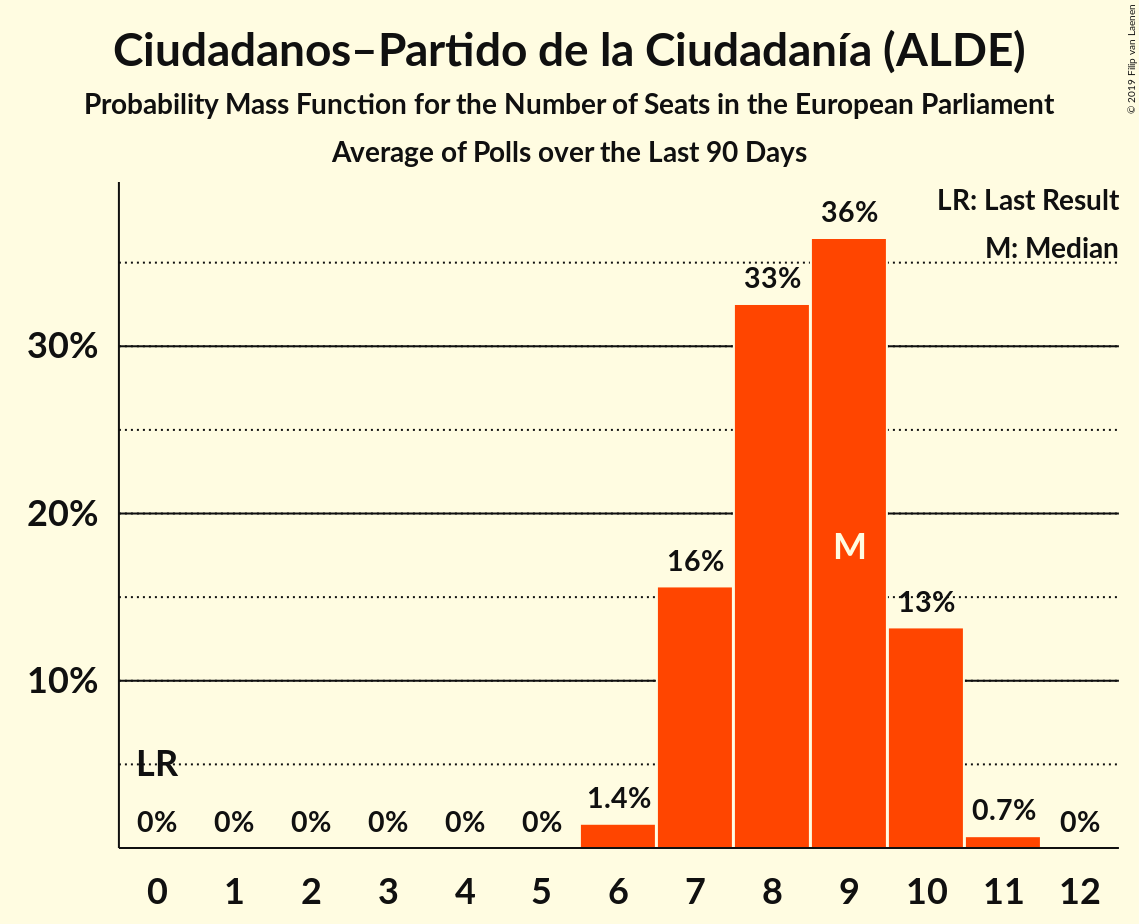 Ciudadanos–Partido de la Ciudadanía (ALDE)
Probability Mass Function for the Number of Seats in the European Parliament
Average of Polls over the Last 90 Days
© 2019 Filip van Laenen
LR: Last Result
M: Median
36%
33%
30%
20%
M
16%
13%
10%
LR
0% 0% 0% 0% 0% 0% 1.4% 0.7% 0%
0 1 2 3 4 5 6 7 8 9 10 11 12